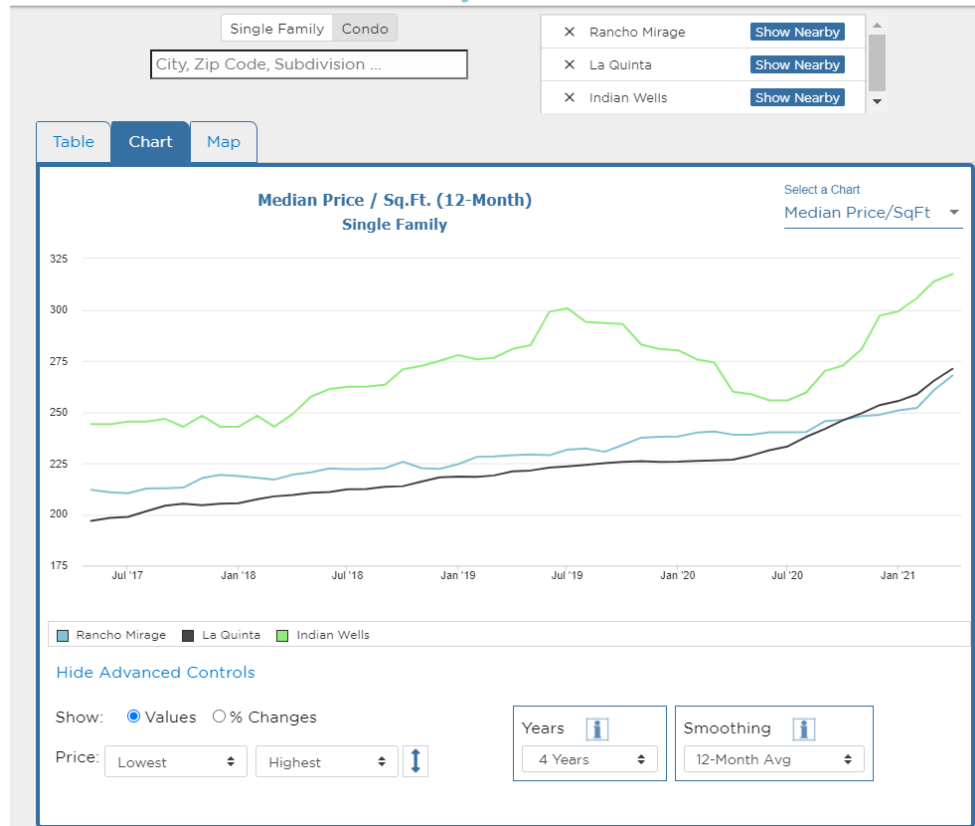 Single Family Condo
City, Zip Code, Subdivision ...
✕ Rancho Mirage Show Nearby
✕ La Quinta Show Nearby
✕ Indian Wells Show Nearby
Table Chart Map
Median Price / Sq.Ft. (12-Month)
Single Family
Select a Chart
Median Price/SqFt
325
300
275
250
225
200
175
Jul '17 Jan '18 Jul '18 Jan '19 Jul '19 Jan '20 Jul '20 Jan '21
Rancho Mirage La Quinta Indian Wells
Hide Advanced Controls
Show: Values % Changes
Price: Lowest Highest
Years i
4 Years
Smoothing i
12-Month Avg